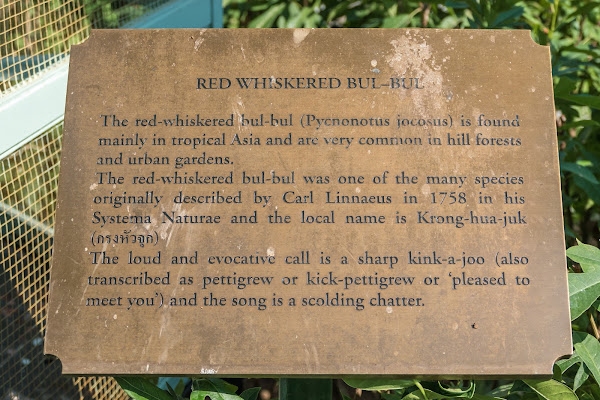 RED WHISKERED BUL–BUL
The red-whiskered bul-bul (Pycnonotus jocosus) is found
mainly in tropical Asia and are very common in hill forests
and urban gardens.
The red-whiskered bul-bul was one of the many species
originally described by Carl Linnaeus in 1758 in his
Systema Naturae and the local name is Krong-hua-juk
(กรงหัวจุก)
The loud and evocative call is a sharp kink-a-joo (also
transcribed as pettigrew or kick-pettigrew or ‘pleased to
meet you’) and the song is a scolding chatter.